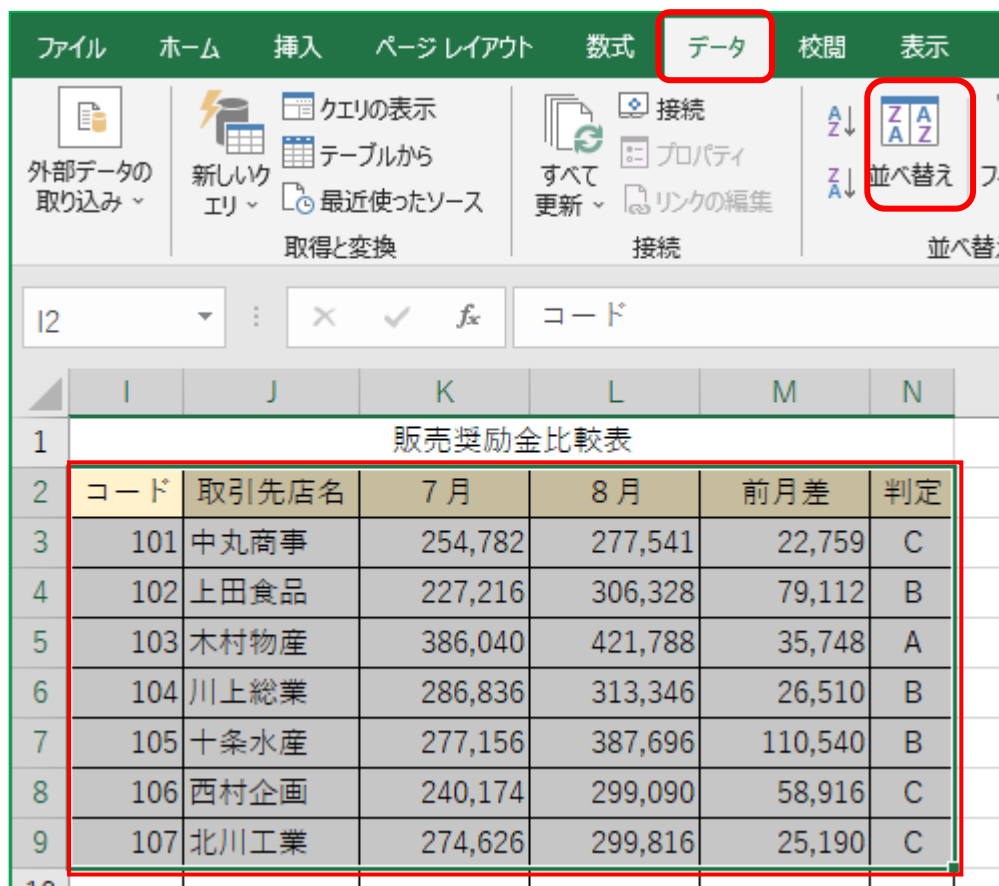 ファイル ホーム 挿入 ページ レイアウト 数式 データ 校閲 表示
外部データの
取り込み
新しいク
エリ
クエリの表示
テーブルから
最近使ったソース
取得と変換
すべて
更新
接続
プロパティ
リンクの編集
接続
並べ替え
I2 fx コード
I J K L M N
1 販売奨励金比較表
2 コード 取引先店名 7月 8月 前月差 判定
3 101 中丸商事 254,782 277,541 22,759 C
4 102 上田食品 227,216 306,328 79,112 B
5 103 木村物産 386,040 421,788 35,748 A
6 104 川上総業 286,836 313,346 26,510 B
7 105 十条水産 277,156 387,696 110,540 B
8 106 西村企画 240,174 299,090 58,916 C
9 107 北川工業 274,626 299,816 25,190 C